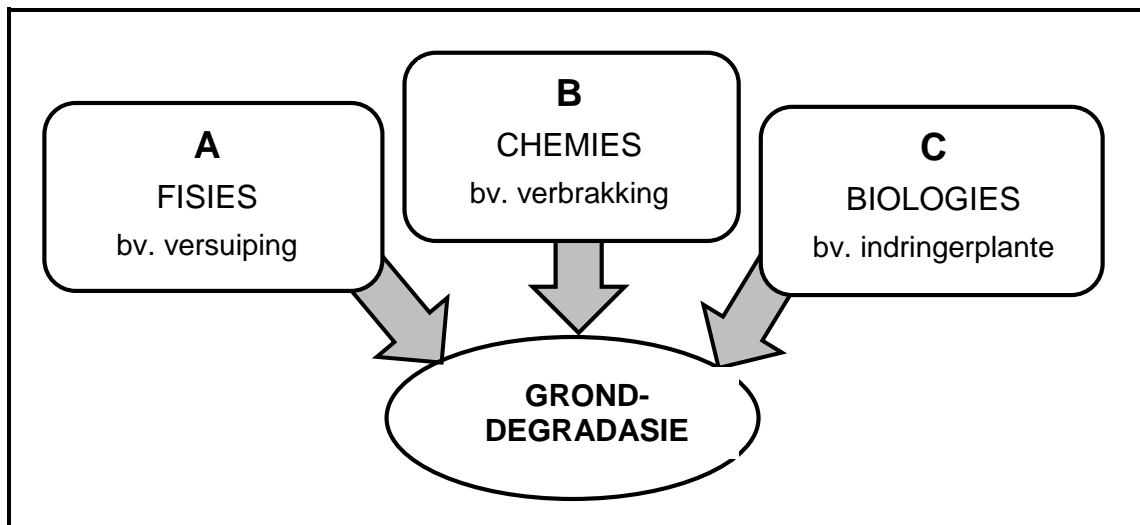 A
FISIES
bv. versuiping
B
CHEMIES
bv. verbrakking
C
BIOLOGIES
bv. indringerplante
GROND-
DEGRADASIE